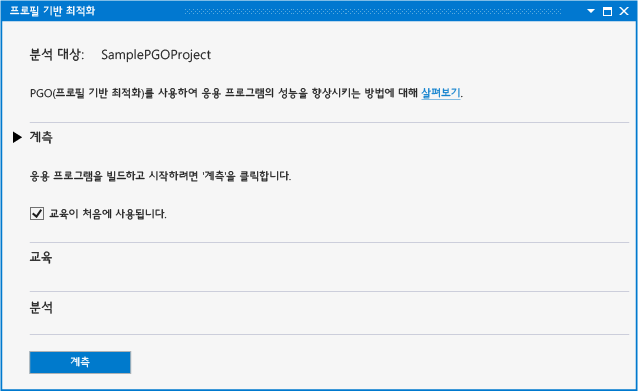 프로필 기반 최적화
분석 대상: SamplePGOProject
PGO(프로필 기반 최적화)를 사용하여 응용 프로그램의 성능을 향상시키는 방법에 대해 살펴보기.
계측
응용 프로그램을 빌드하고 시작하려면 '계측'을 클릭합니다.
교육이 처음에 사용됩니다.
교육
분석
계측